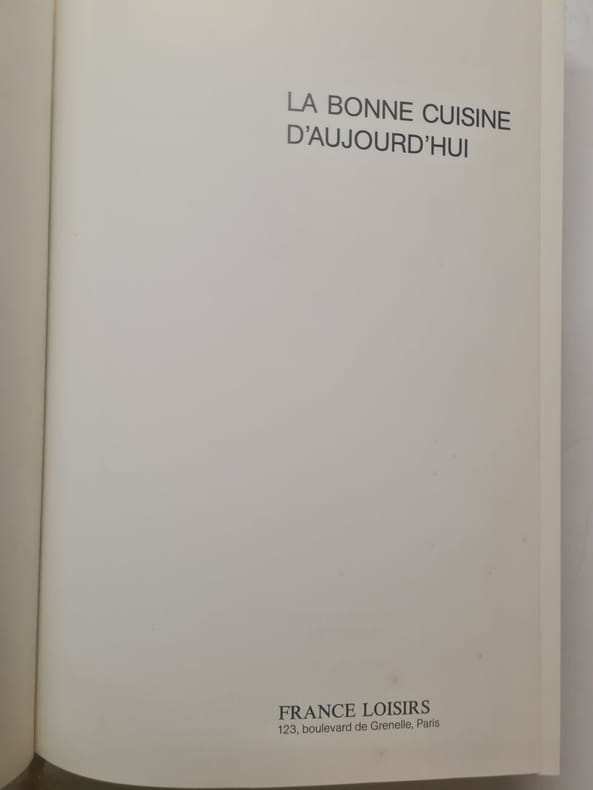 LA BONNE CUISINE
D'AUJOURD'HUI
FRANCE LOISIRS
123, boulevard de Grenelle, Paris